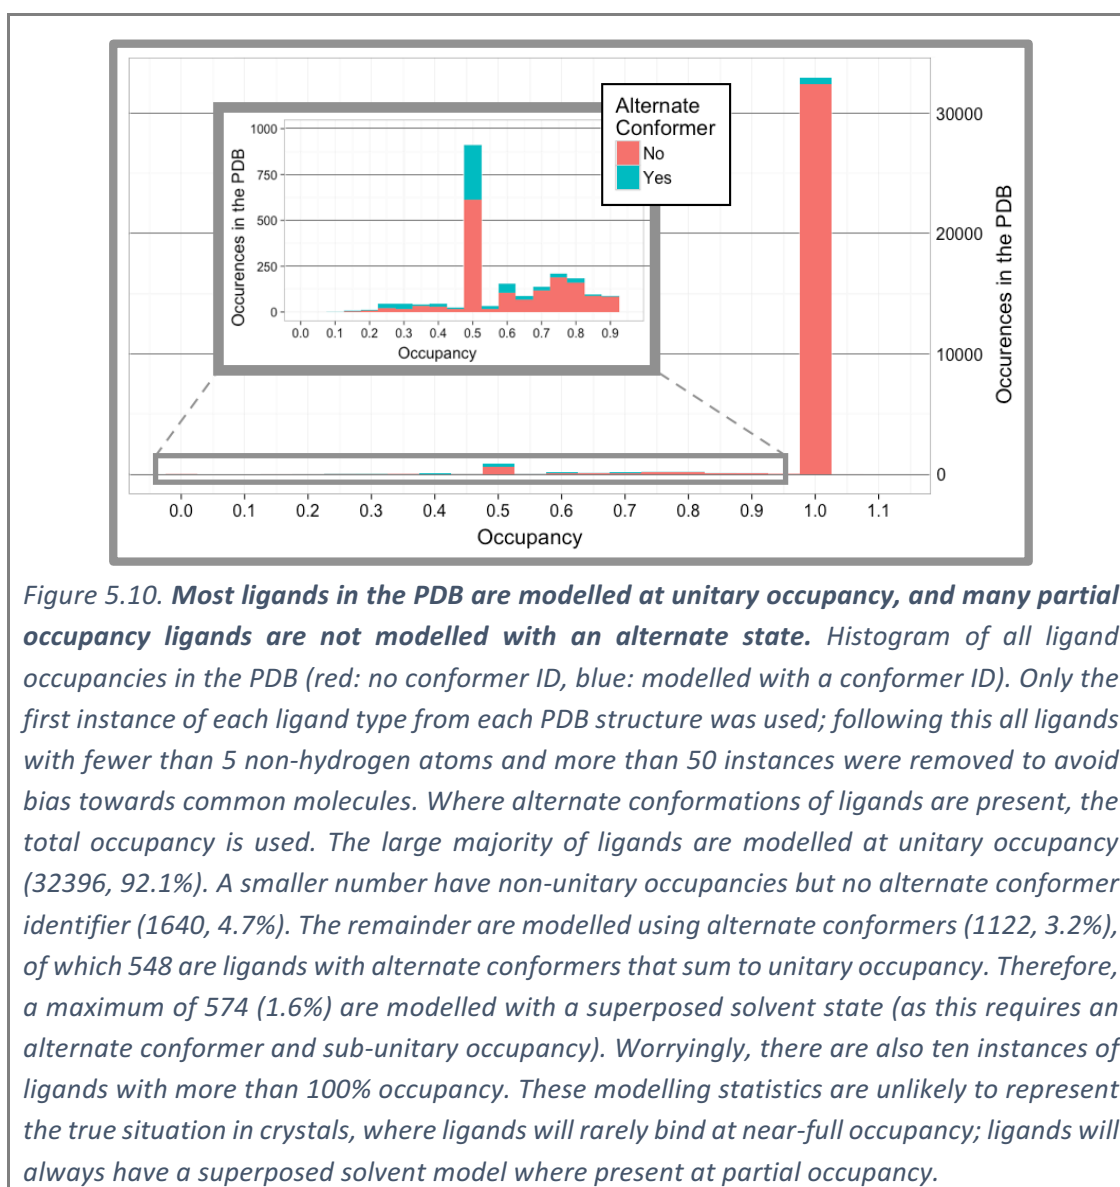 Alternate
Conformer
No
Yes
1000
750
500
250
0
Occurences in the PDB
0.0 0.1 0.2 0.3 0.4 0.5 0.6 0.7 0.8 0.9
Occupancy
30000
20000
10000
0
Occurences in the PDB
0.0 0.1 0.2 0.3 0.4 0.5 0.6 0.7 0.8 0.9 1.0 1.1
Occupancy
Figure 5.10. Most ligands in the PDB are modelled at unitary occupancy, and many partial
occupancy ligands are not modelled with an alternate state. Histogram of all ligand
occupancies in the PDB (red: no conformer ID, blue: modelled with a conformer ID). Only the
first instance of each ligand type from each PDB structure was used; following this all ligands
with fewer than 5 non-hydrogen atoms and more than 50 instances were removed to avoid
bias towards common molecules. Where alternate conformations of ligands are present, the
total occupancy is used. The large majority of ligands are modelled at unitary occupancy
(32396, 92.1%). A smaller number have non-unitary occupancies but no alternate conformer
identifier (1640, 4.7%). The remainder are modelled using alternate conformers (1122, 3.2%),
of which 548 are ligands with alternate conformers that sum to unitary occupancy. Therefore,
a maximum of 574 (1.6%) are modelled with a superposed solvent state (as this requires an
alternate conformer and sub-unitary occupancy). Worryingly, there are also ten instances of
ligands with more than 100% occupancy. These modelling statistics are unlikely to represent
the true situation in crystals, where ligands will rarely bind at near-full occupancy; ligands will
always have a superposed solvent model where present at partial occupancy.